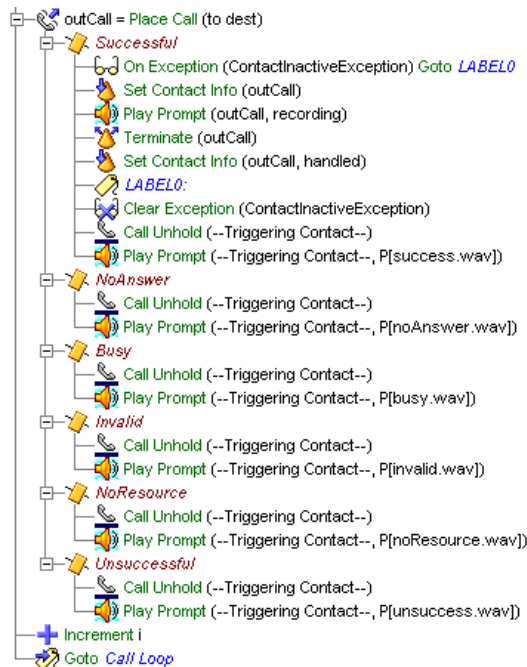 outCall = Place Call (to dest)
Successful
On Exception (ContactInactiveException) Goto LABEL0
Set Contact Info (outCall)
Play Prompt (outCall, recording)
Terminate (outCall)
Set Contact Info (outCall, handled)
LABEL0:
Clear Exception (ContactInactiveException)
Call Unhold (--Triggering Contact--)
Play Prompt (--Triggering Contact--, P[success.wav])
NoAnswer
Call Unhold (--Triggering Contact--)
Play Prompt (--Triggering Contact--, P[noAnswer.wav])
Busy
Call Unhold (--Triggering Contact--)
Play Prompt (--Triggering Contact--, P[busy.wav])
Invalid
Call Unhold (--Triggering Contact--)
Play Prompt (--Triggering Contact--, P[invalid.wav])
NoResource
Call Unhold (--Triggering Contact--)
Play Prompt (--Triggering Contact--, P[noResource.wav])
Unsuccessful
Call Unhold (--Triggering Contact--)
Play Prompt (--Triggering Contact--, P[unsuccess.wav])
Increment i
Goto Call Loop